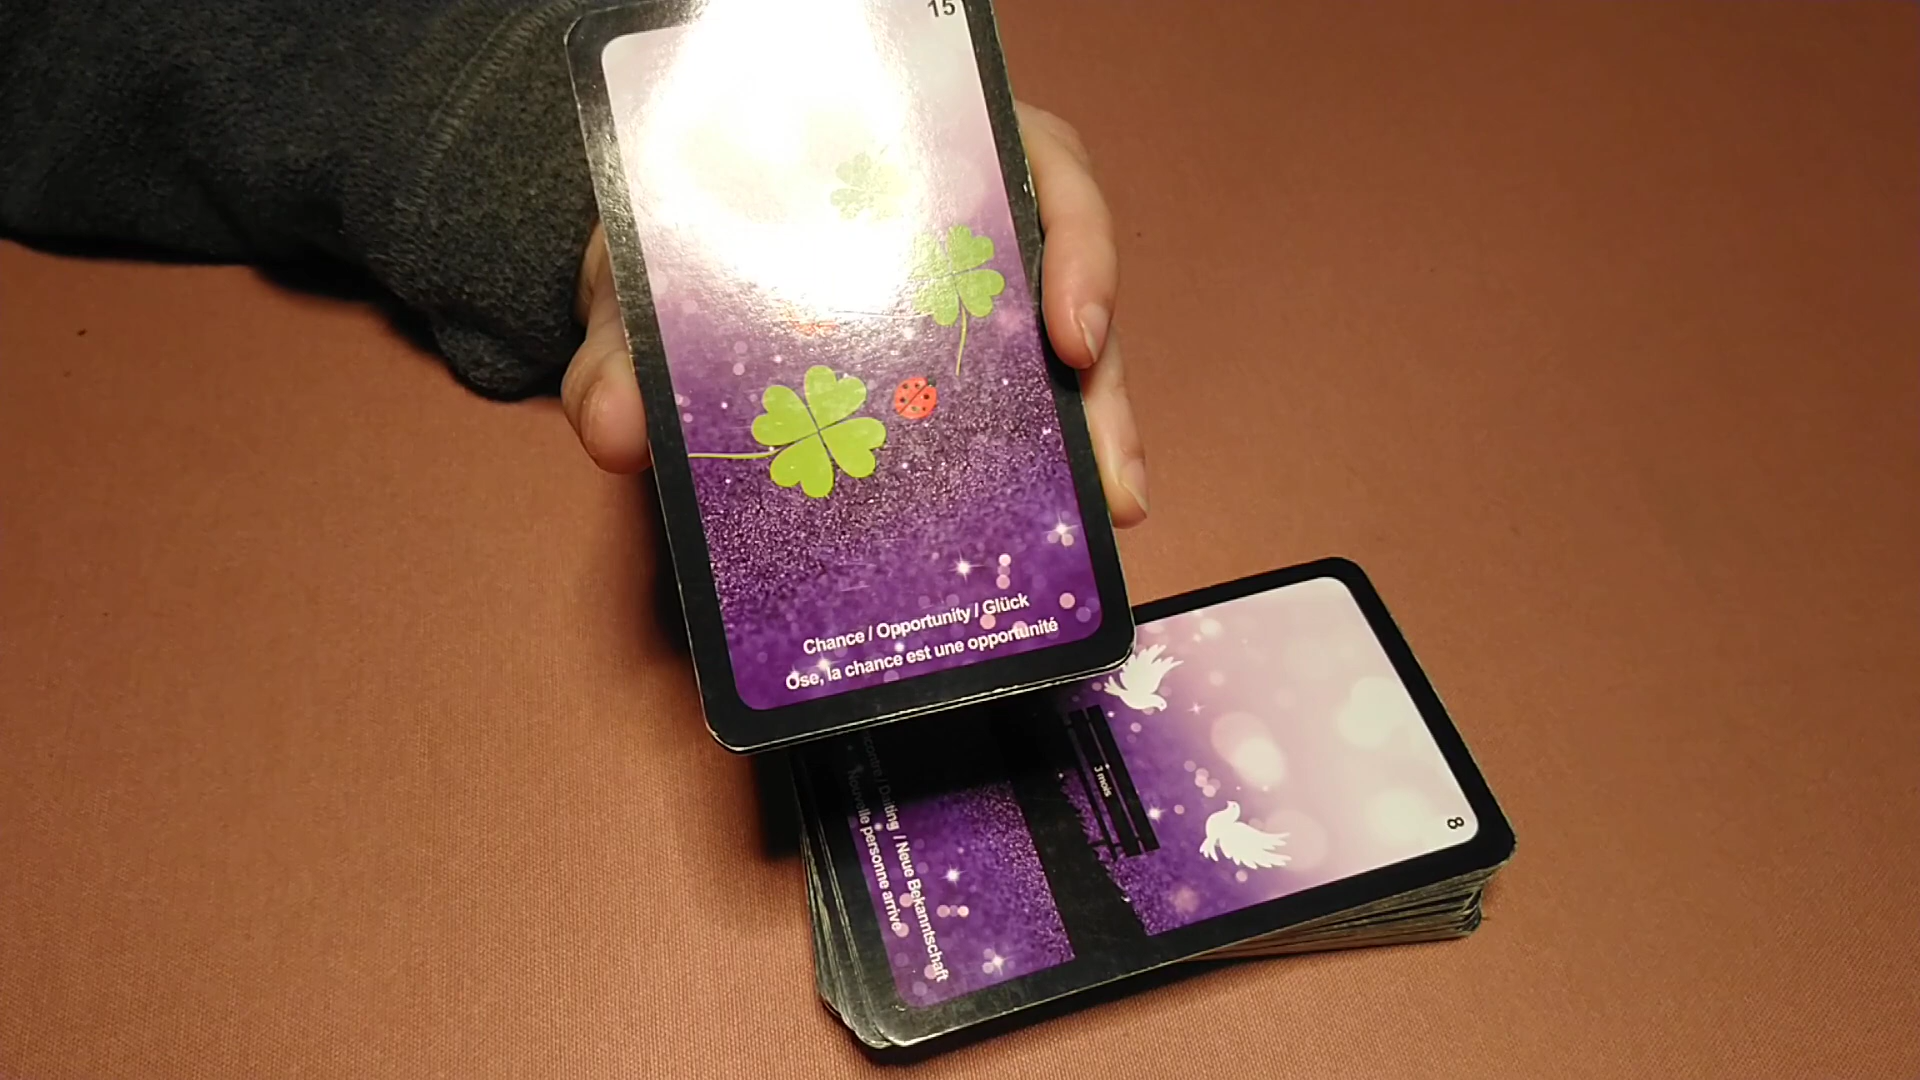 15
Chance / Opportunity / Glück
Ose, la chance est une opportunité
8
3 mois
/ Dating / Neue Bekanntschaft
Nouvelle personne arrive